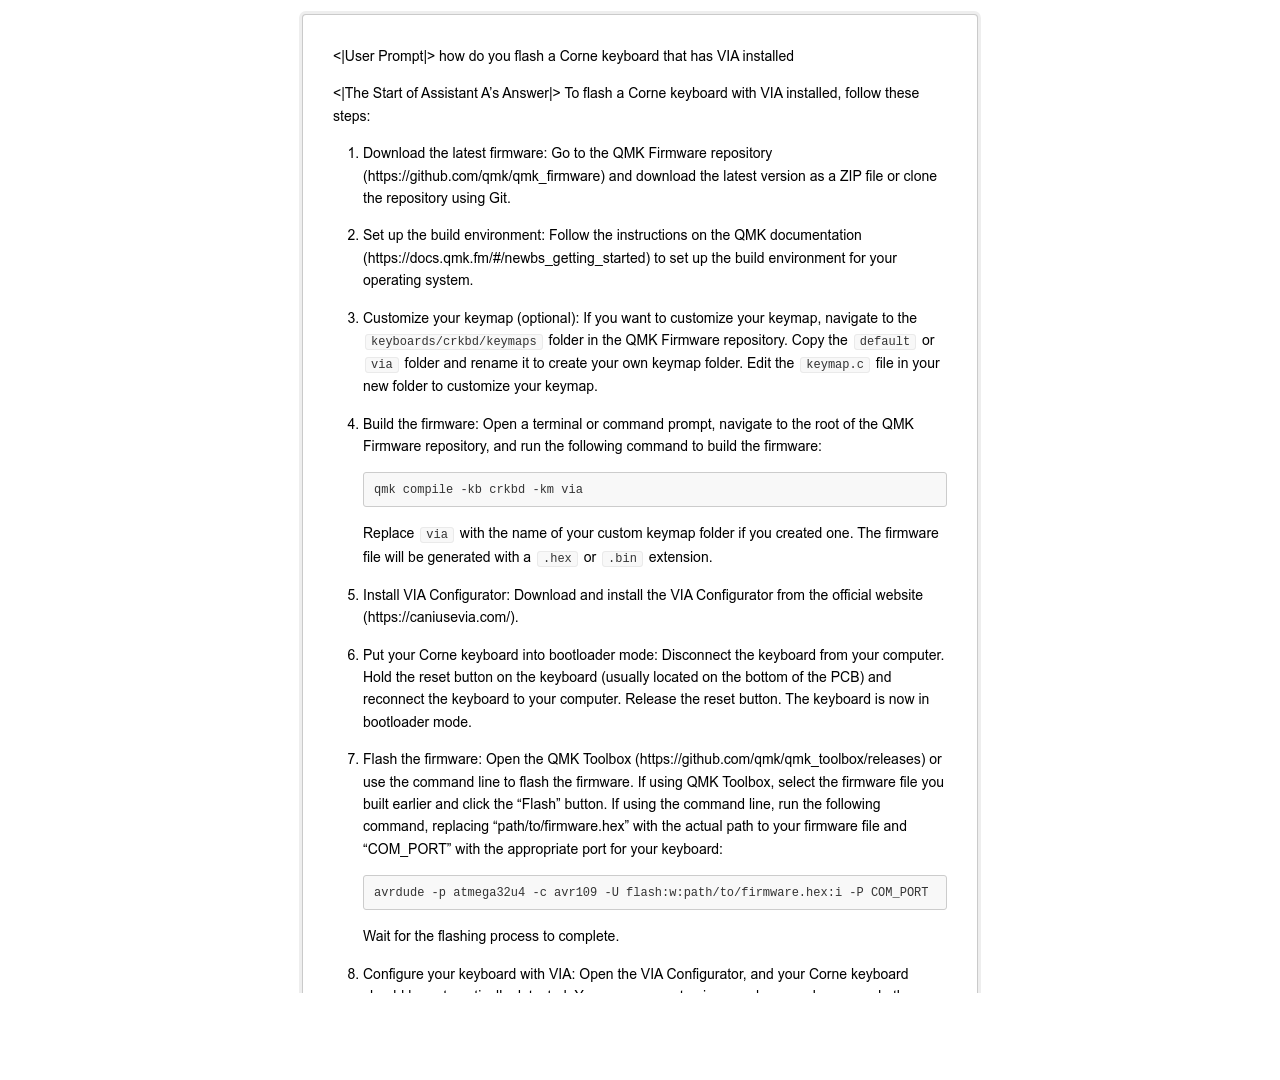 <|User Prompt|> how do you flash a Corne keyboard that has VIA installed
<|The Start of Assistant A’s Answer|> To flash a Corne keyboard with VIA installed, follow these
steps:
1. Download the latest firmware: Go to the QMK Firmware repository
(https://github.com/qmk/qmk_firmware) and download the latest version as a ZIP file or clone
the repository using Git.
2. Set up the build environment: Follow the instructions on the QMK documentation
(https://docs.qmk.fm/#/newbs_getting_started) to set up the build environment for your
operating system.
3. Customize your keymap (optional): If you want to customize your keymap, navigate to the
keyboards/crkbd/keymaps folder in the QMK Firmware repository. Copy the default or
via folder and rename it to create your own keymap folder. Edit the keymap.c file in your
new folder to customize your keymap.
4. Build the firmware: Open a terminal or command prompt, navigate to the root of the QMK
Firmware repository, and run the following command to build the firmware:
qmk compile -kb crkbd -km via
Replace via with the name of your custom keymap folder if you created one. The firmware
file will be generated with a .hex or .bin extension.
5. Install VIA Configurator: Download and install the VIA Configurator from the official website
(https://caniusevia.com/).
6. Put your Corne keyboard into bootloader mode: Disconnect the keyboard from your computer.
Hold the reset button on the keyboard (usually located on the bottom of the PCB) and
reconnect the keyboard to your computer. Release the reset button. The keyboard is now in
bootloader mode.
7. Flash the firmware: Open the QMK Toolbox (https://github.com/qmk/qmk_toolbox/releases) or
use the command line to flash the firmware. If using QMK Toolbox, select the firmware file you
built earlier and click the “Flash” button. If using the command line, run the following
command, replacing “path/to/firmware.hex” with the actual path to your firmware file and
“COM_PORT” with the appropriate port for your keyboard:
avrdude -p atmega32u4 -c avr109 -U flash:w:path/to/firmware.hex:i -P COM_PORT
Wait for the flashing process to complete.
8. Configure your keyboard with VIA: Open the VIA Configurator, and your Corne keyboard